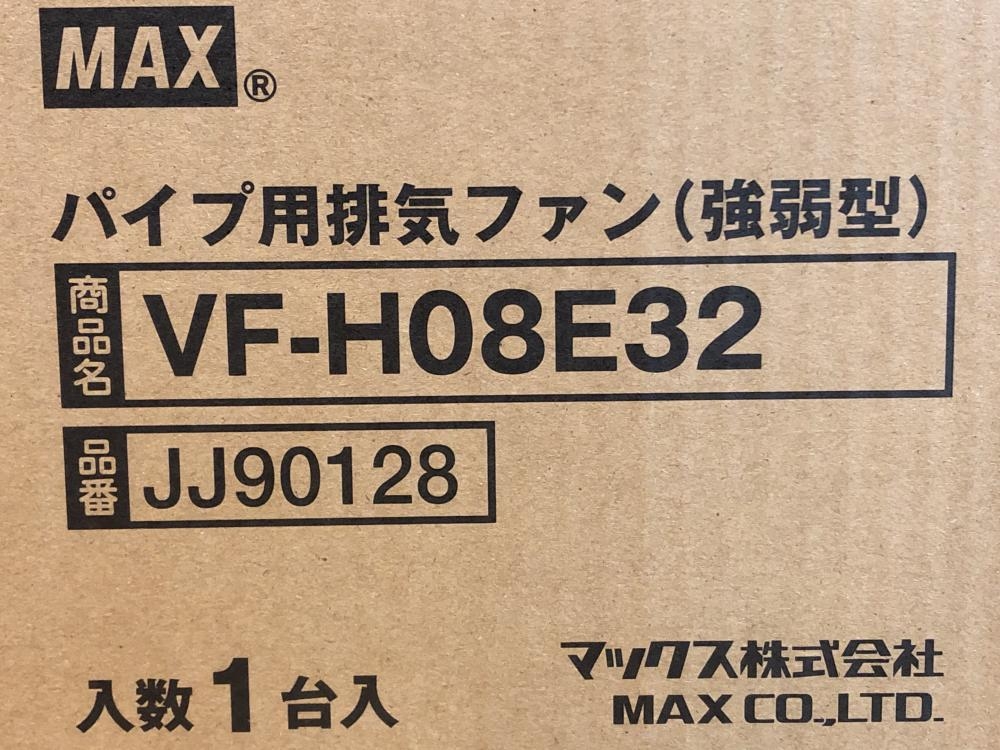 MAX®
パイプ用排気ファン(強弱型)
商品名 VF-H08E32
品番 JJ90128
入数1台入
マックス株式会社
MAX CO.,LTD.